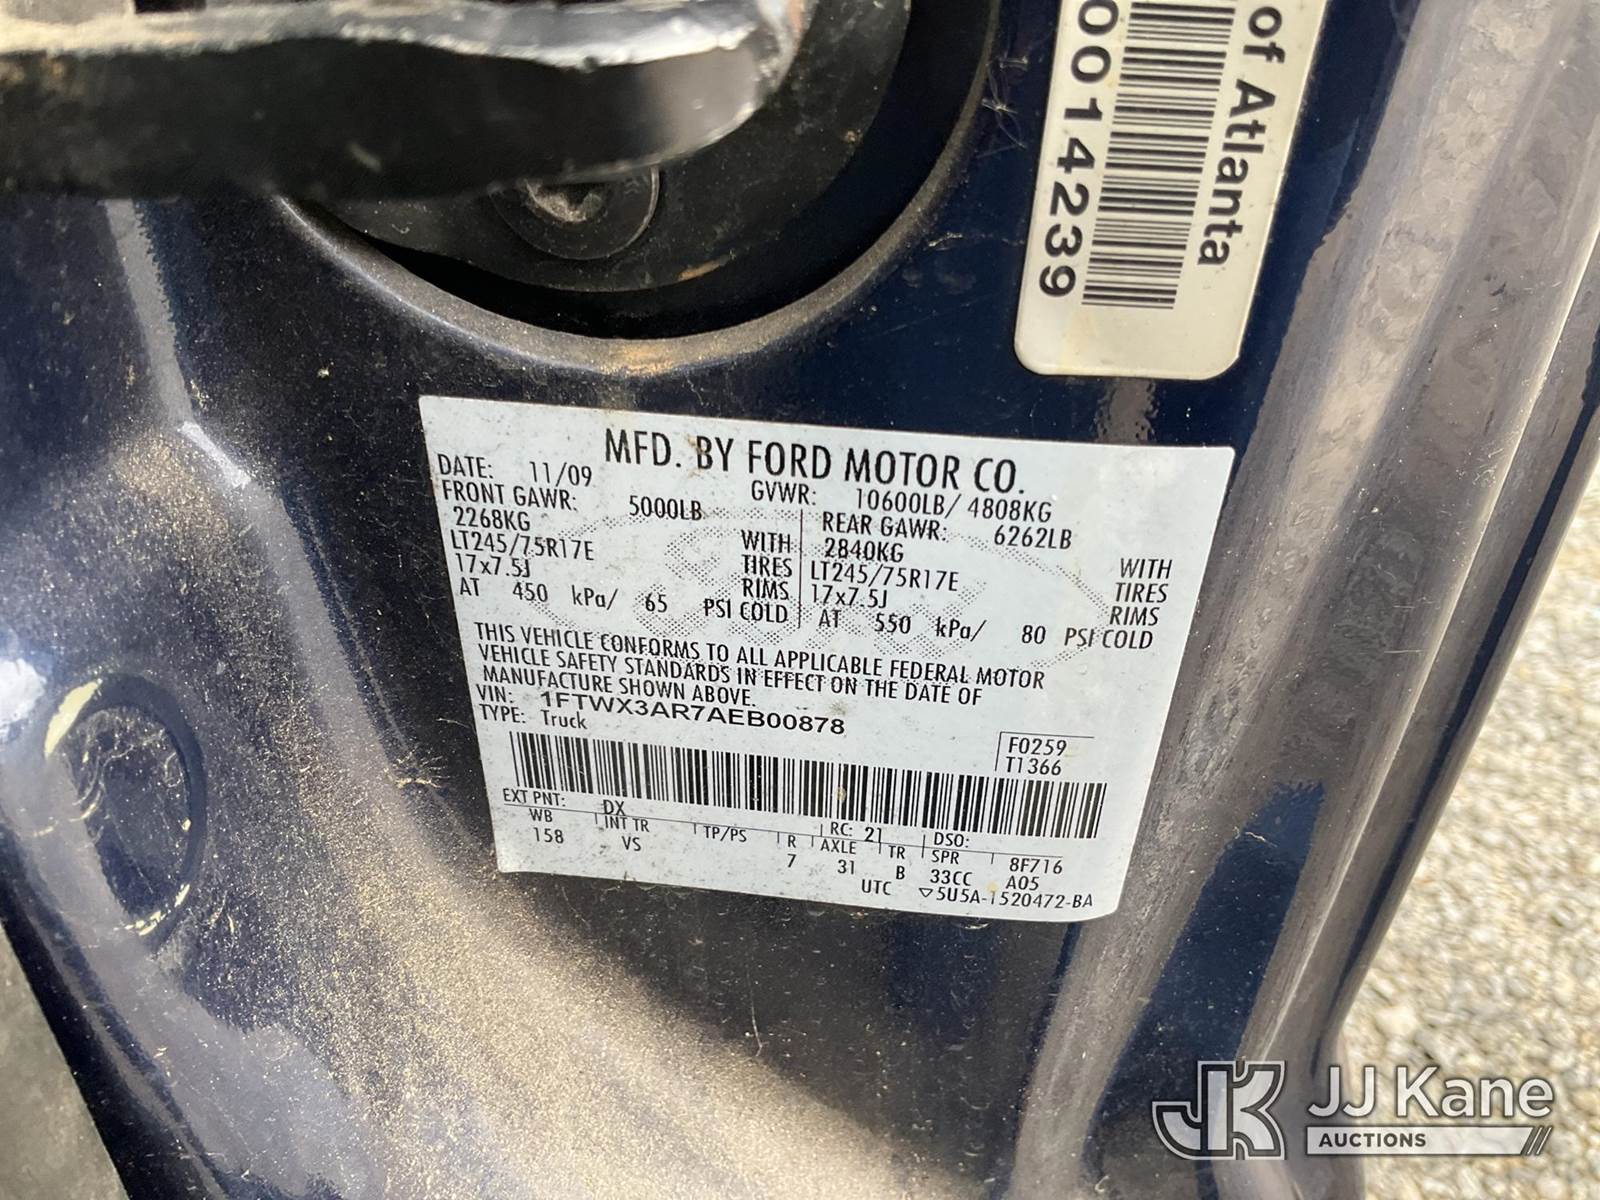 of Atlanta
0014239
MFD. BY FORD MOTOR CO.
DATE: 11/09 GVWR: 10600LB/ 4808KG
FRONT GAWR: 5000LB REAR GAWR: 6262LB
2268KG WITH 2840KG WITH
LT245/75R17E TIRES LT245/75R17E TIRES
17x7.5J RIMS 17x7.5J RIMS
AT 450 kPa/ 65 PSI COLD AT 550 kPa/ 80 PSI COLD
THIS VEHICLE CONFORMS TO ALL APPLICABLE FEDERAL MOTOR
VEHICLE SAFETY STANDARDS IN EFFECT ON THE DATE OF
MANUFACTURE SHOWN ABOVE.
VIN: 1FTWX3AR7AEB00878
TYPE: Truck
F0259
T1366
EXT PNT: DX RC: 21 DSO:
WB INT TR TP/PS R AXLE TR SPR 8F716
158 VS 7 31 B 33CC A05
UTC ▽5U5A-1520472-BA
JK JJ Kane
AUCTIONS